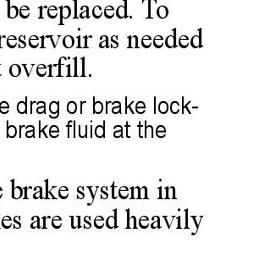 be replaced. To
reservoir as needed
overfill.
drag or brake lock-
brake fluid at the
brake system in
are used heavily